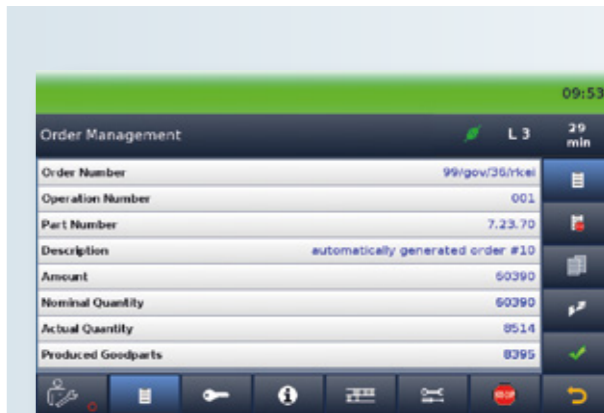 09:53
Order Management L 3 29 min
Order Number 99/gov/36/rkei
Operation Number 001
Part Number 7.23.70
Description automatically generated order #10
Amount 60390
Nominal Quantity 60390
Actual Quantity 8514
Produced Goodparts 8395
STOP